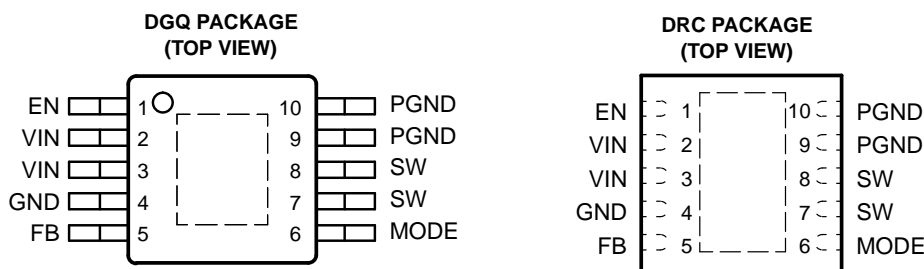 DGQ PACKAGE
(TOP VIEW)
EN 1 10 PGND
VIN 2 9 PGND
VIN 3 8 SW
GND 4 7 SW
FB 5 6 MODE
DRC PACKAGE
(TOP VIEW)
EN 1 10 PGND
VIN 2 9 PGND
VIN 3 8 SW
GND 4 7 SW
FB 5 6 MODE